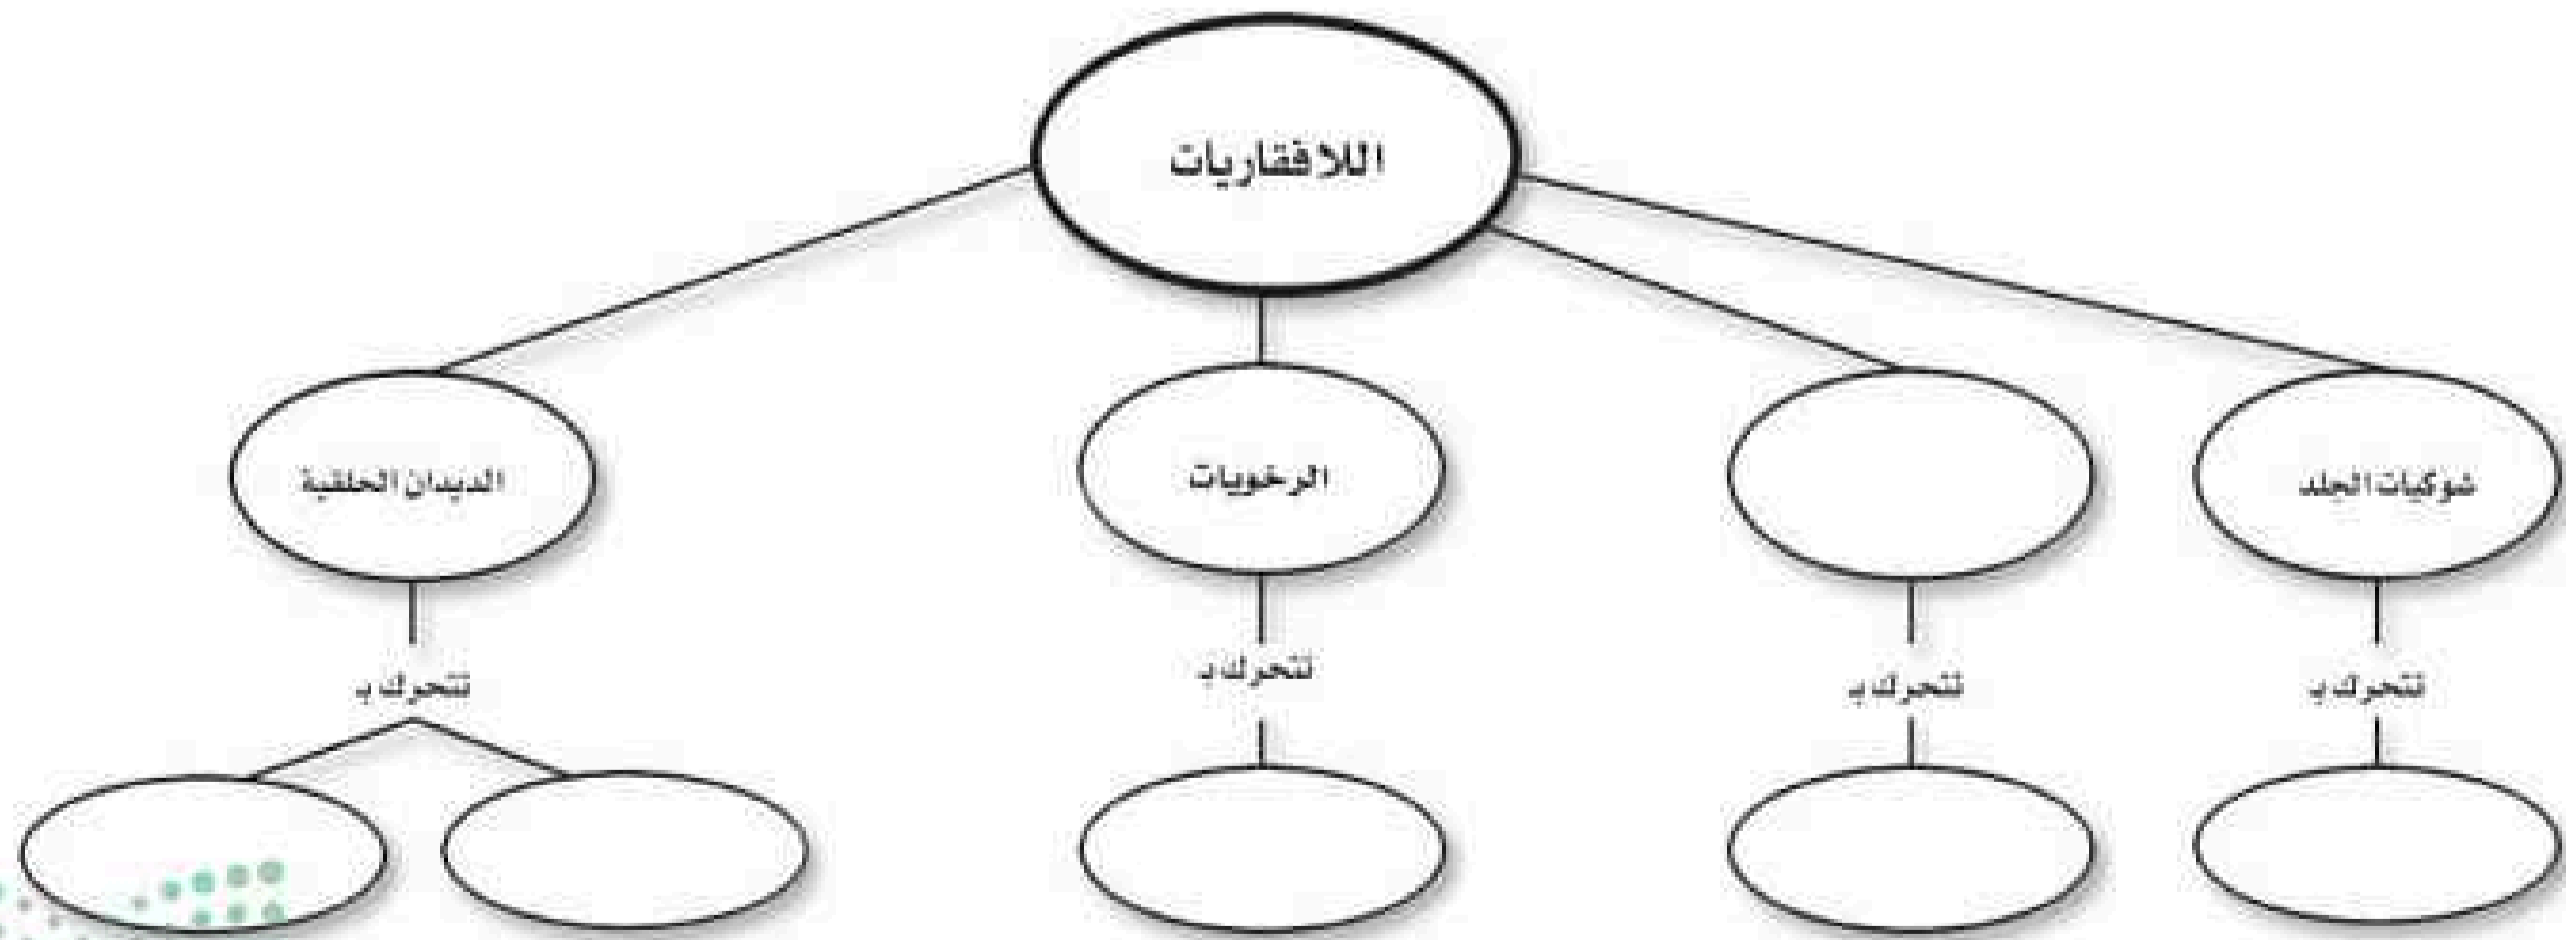 اللافقاريات
شوكيات الجلد
الرخويات
الديدان الحلقية
تتحرك بـ
تتحرك بـ
تتحرك بـ
تتحرك بـ